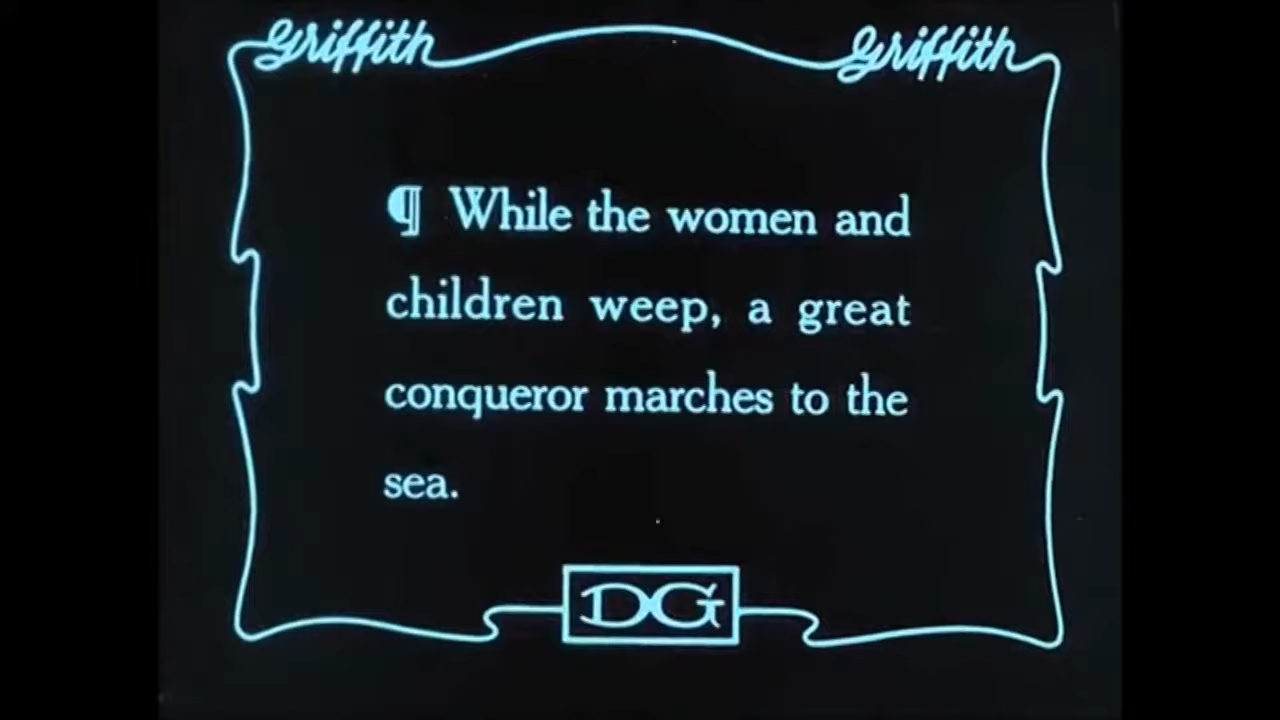 Griffith Griffith
¶ While the women and
children weep, a great
conqueror marches to the
sea.
DG